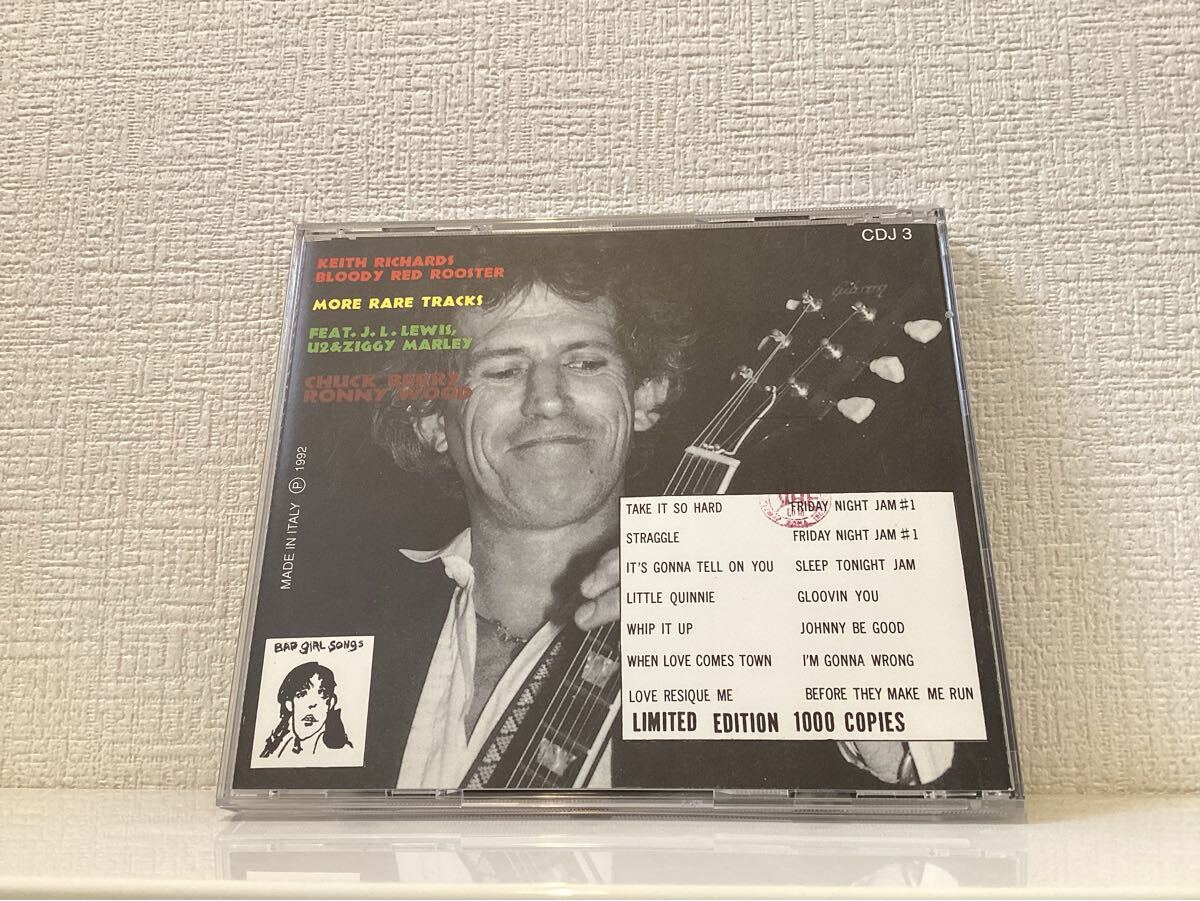 CDJ 3
KEITH RICHARDS
BLOODY RED ROOSTER
MORE RARE TRACKS
FEAT. J. L. LEWIS,
U2&ZIGGY MARLEY
CHUCK BERRY
RONNY WOOD
MADE IN ITALY Ⓟ 1992
Gibson
BAD GIRL SONGS
TAKE IT SO HARD
STRAGGLE
IT'S GONNA TELL ON YOU
LITTLE QUINNIE
WHIP IT UP
WHEN LOVE COMES TOWN
LOVE RESIQUE ME
FRIDAY NIGHT JAM #1
FRIDAY NIGHT JAM #1
SLEEP TONIGHT JAM
GLOOVIN YOU
JOHNNY BE GOOD
I'M GONNA WRONG
BEFORE THEY MAKE ME RUN
LIMITED EDITION 1000 COPIES